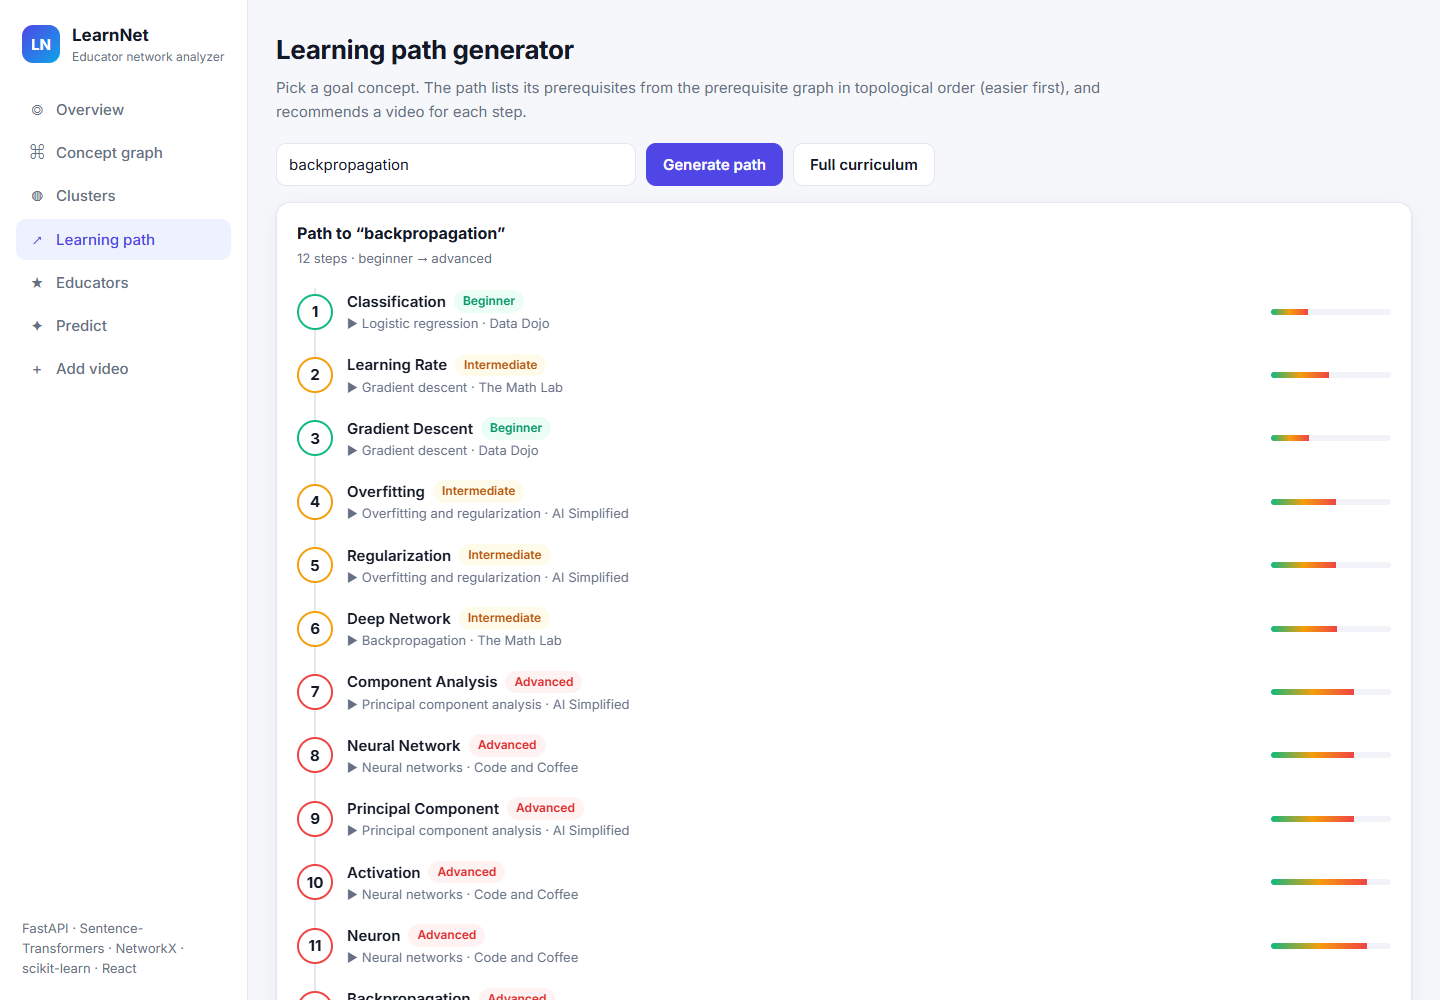 LN
LearnNet
Educator network analyzer
Overview
Concept graph
Clusters
Learning path
Educators
Predict
Add video
FastAPI · Sentence-
Transformers · NetworkX ·
scikit-learn · React
Learning path generator
Pick a goal concept. The path lists its prerequisites from the prerequisite graph in topological order (easier first), and
recommends a video for each step.
backpropagation
Generate path
Full curriculum
Path to “backpropagation”
12 steps · beginner → advanced
1
Classification Beginner
▶ Logistic regression · Data Dojo
2
Learning Rate Intermediate
▶ Gradient descent · The Math Lab
3
Gradient Descent Beginner
▶ Gradient descent · Data Dojo
4
Overfitting Intermediate
▶ Overfitting and regularization · AI Simplified
5
Regularization Intermediate
▶ Overfitting and regularization · AI Simplified
6
Deep Network Intermediate
▶ Backpropagation · The Math Lab
7
Component Analysis Advanced
▶ Principal component analysis · AI Simplified
8
Neural Network Advanced
▶ Neural networks · Code and Coffee
9
Principal Component Advanced
▶ Principal component analysis · AI Simplified
10
Activation Advanced
▶ Neural networks · Code and Coffee
11
Neuron Advanced
▶ Neural networks · Code and Coffee
Backpropagation Advanced